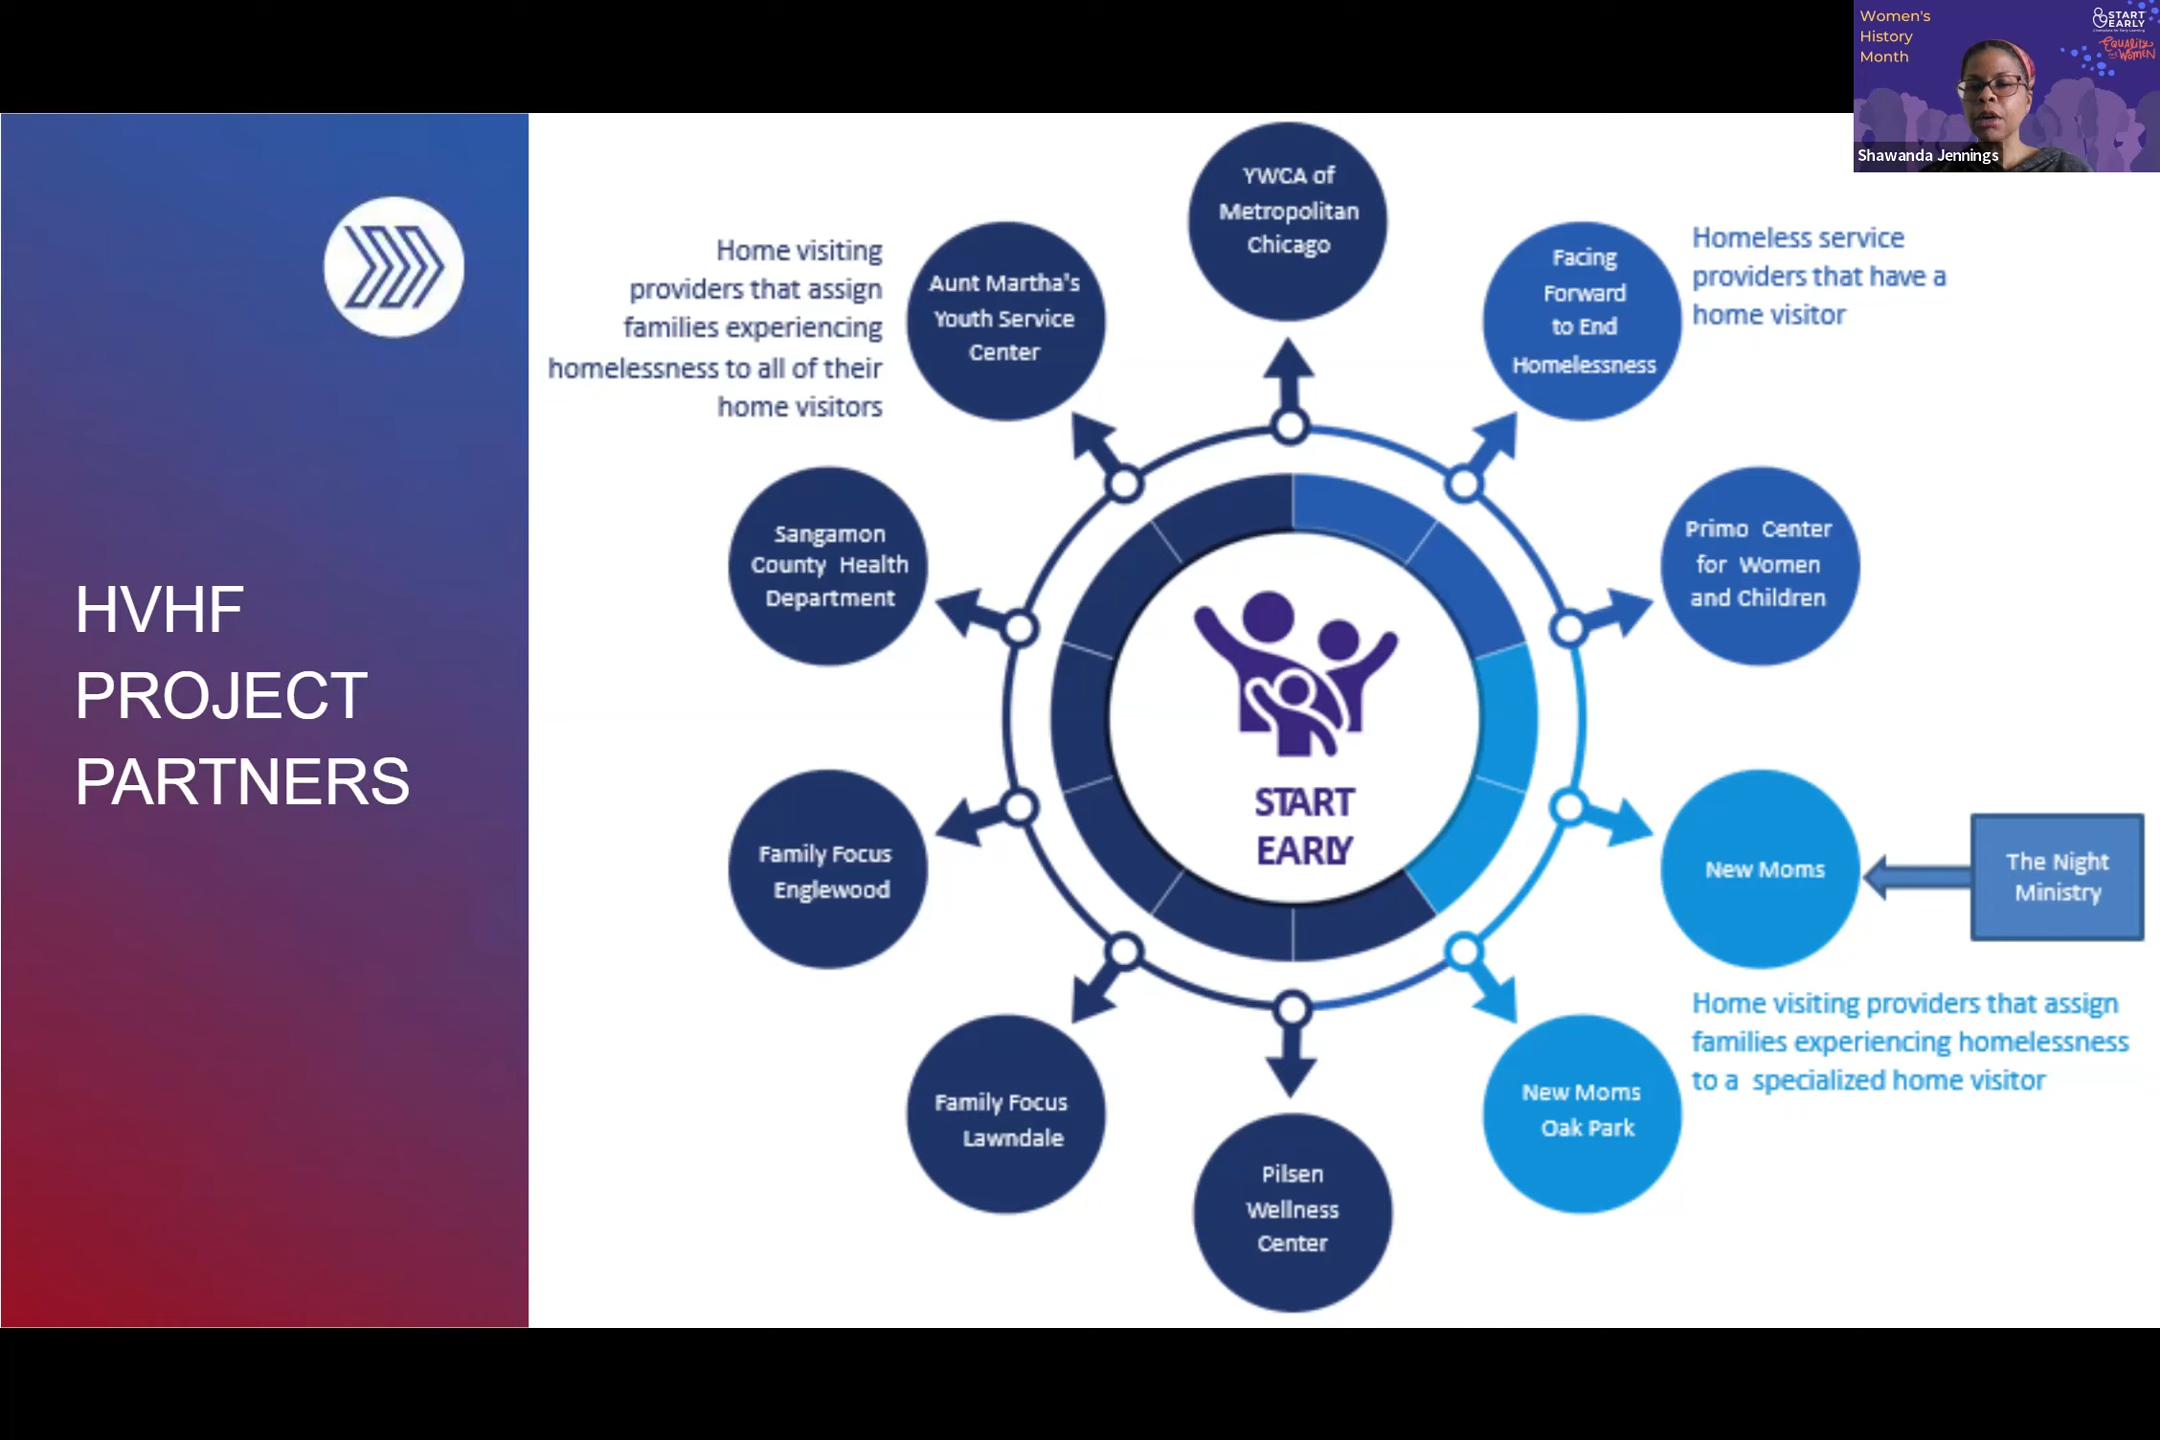 Women's
History
Month
START
EARLY
Equality
for Women
Shawanda Jennings
HVHF
PROJECT
PARTNERS
Home visiting
providers that assign
families experiencing
homelessness to all of their
home visitors
Aunt Martha's
Youth Service
Center
YWCA of
Metropolitan
Chicago
Facing
Forward
to End
Homelessness
Homeless service
providers that have a
home visitor
Sangamon
County Health
Department
Primo Center
for Women
and Children
START
EARLY
Family Focus
Englewood
New Moms
The Night
Ministry
Home visiting providers that assign
families experiencing homelessness
to a specialized home visitor
Family Focus
Lawndale
New Moms
Oak Park
Pilsen
Wellness
Center